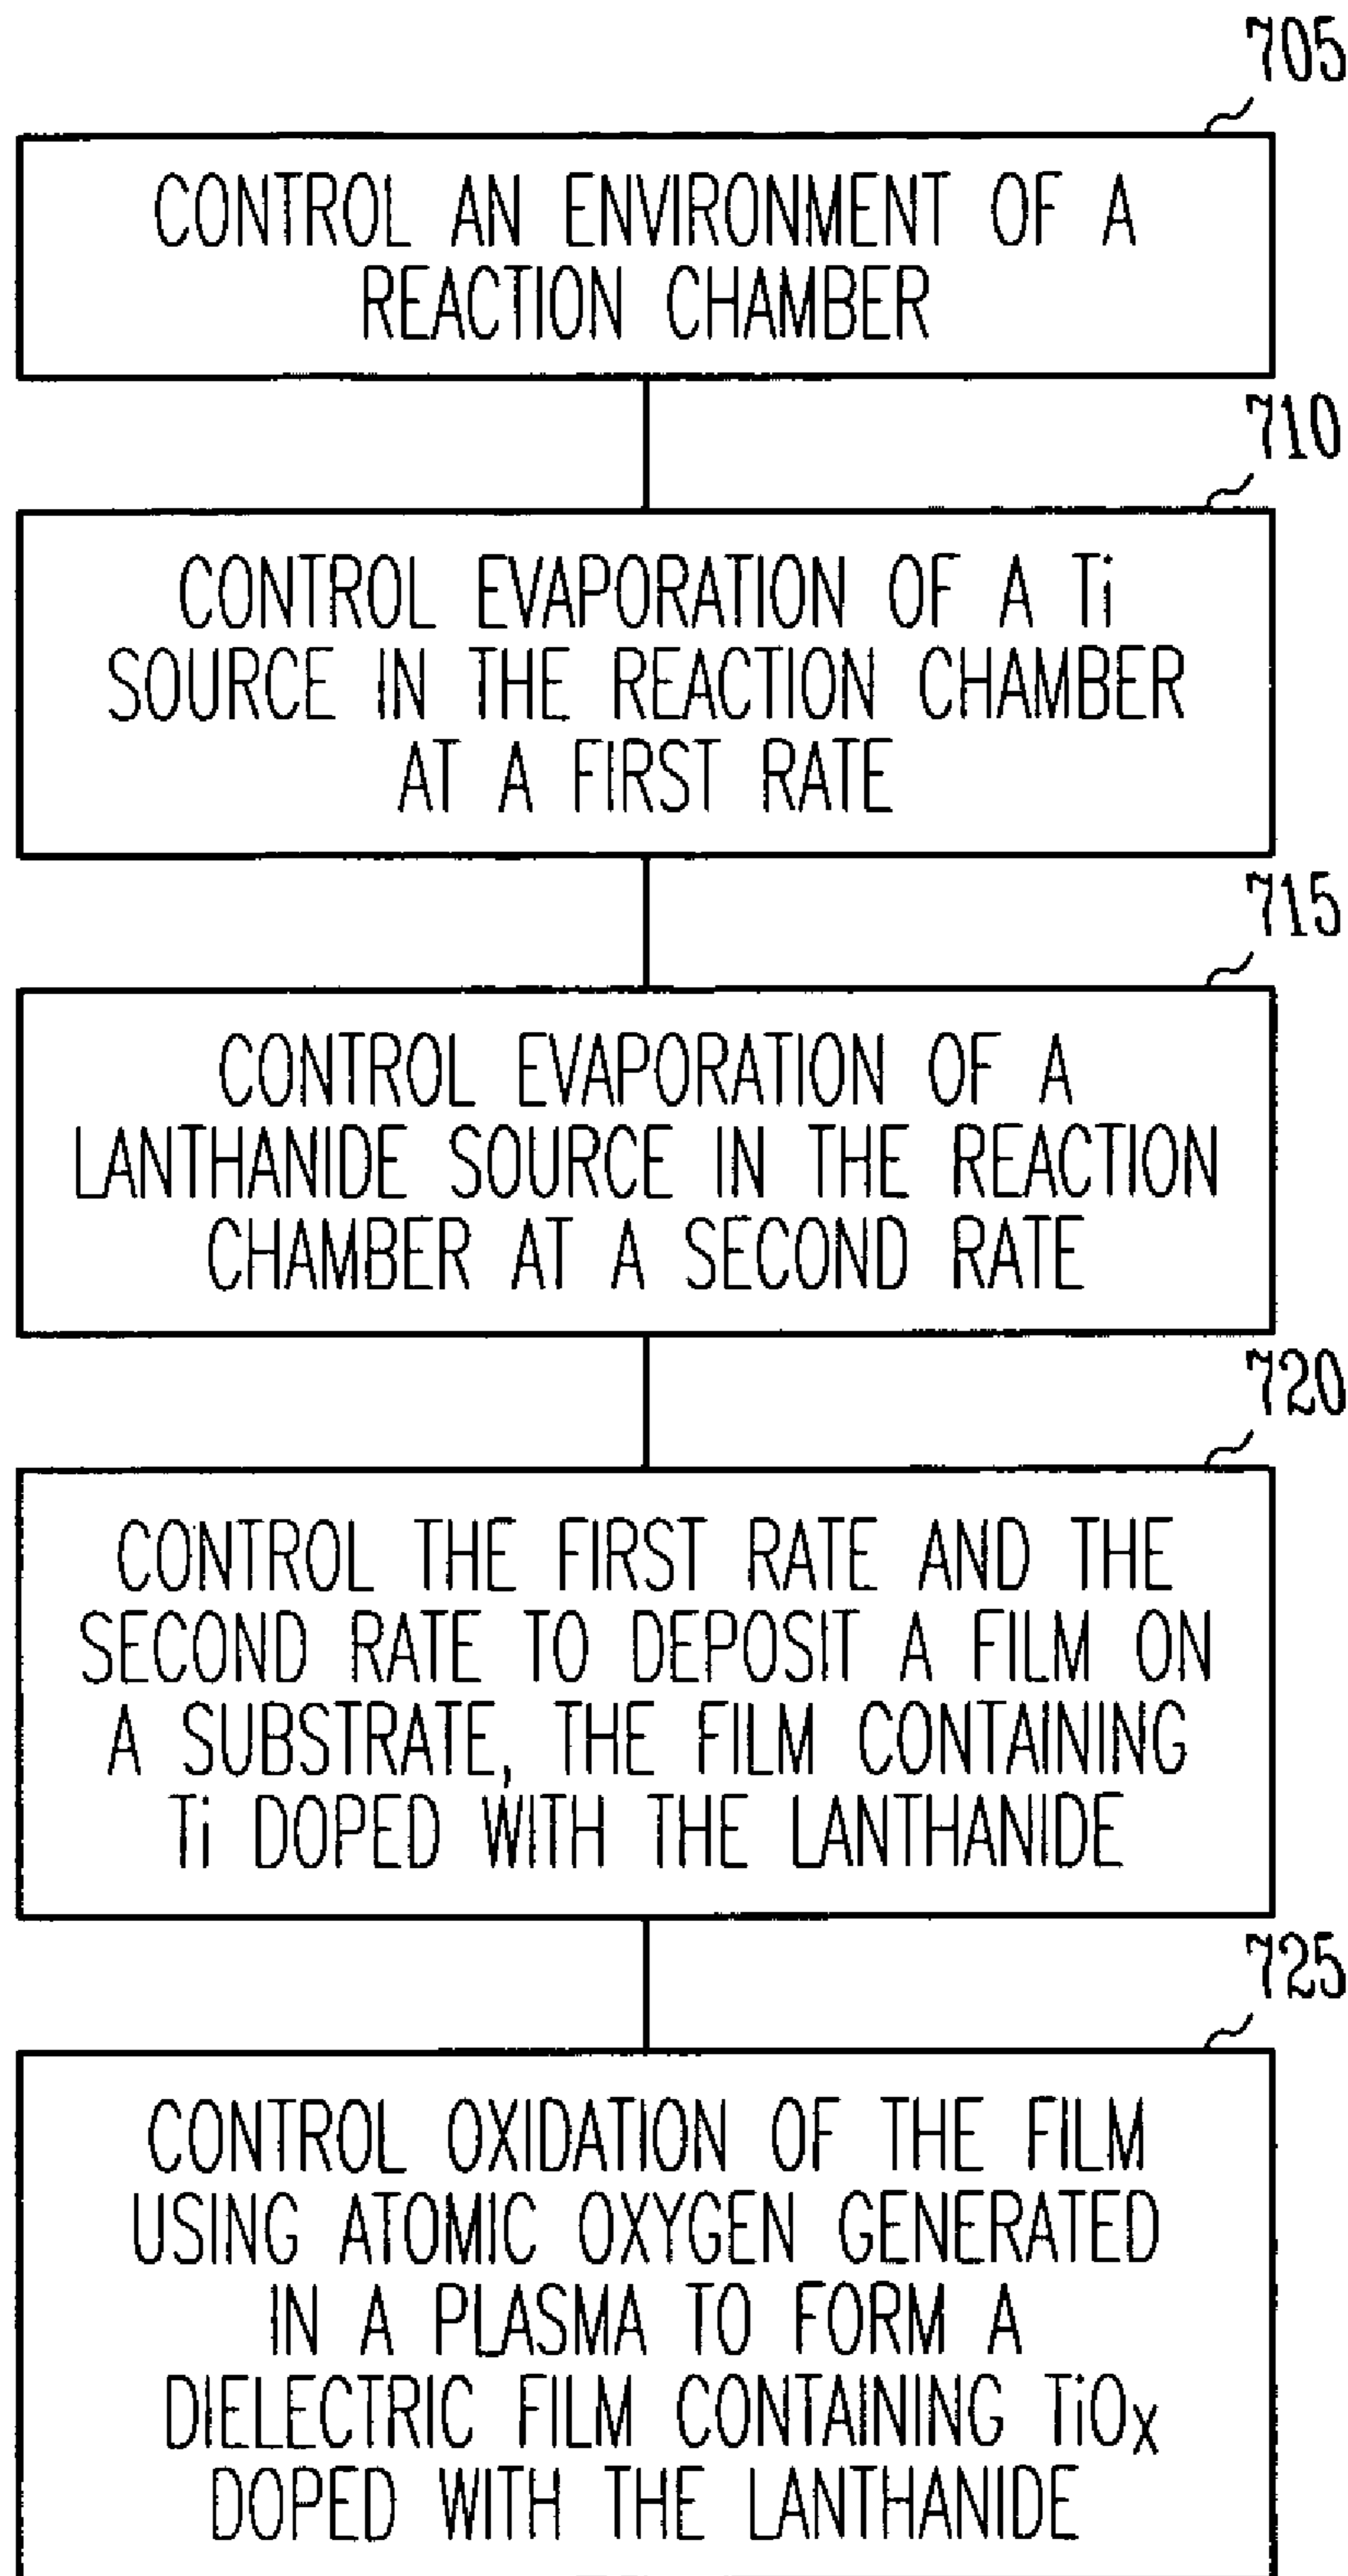 705
CONTROL AN ENVIRONMENT OF A
REACTION CHAMBER
710
CONTROL EVAPORATION OF A Ti
SOURCE IN THE REACTION CHAMBER
AT A FIRST RATE
715
CONTROL EVAPORATION OF A
LANTHANIDE SOURCE IN THE REACTION
CHAMBER AT A SECOND RATE
720
CONTROL THE FIRST RATE AND THE
SECOND RATE TO DEPOSIT A FILM ON
A SUBSTRATE, THE FILM CONTAINING
Ti DOPED WITH THE LANTHANIDE
725
CONTROL OXIDATION OF THE FILM
USING ATOMIC OXYGEN GENERATED
IN A PLASMA TO FORM A
DIELECTRIC FILM CONTAINING TiOX
DOPED WITH THE LANTHANIDE